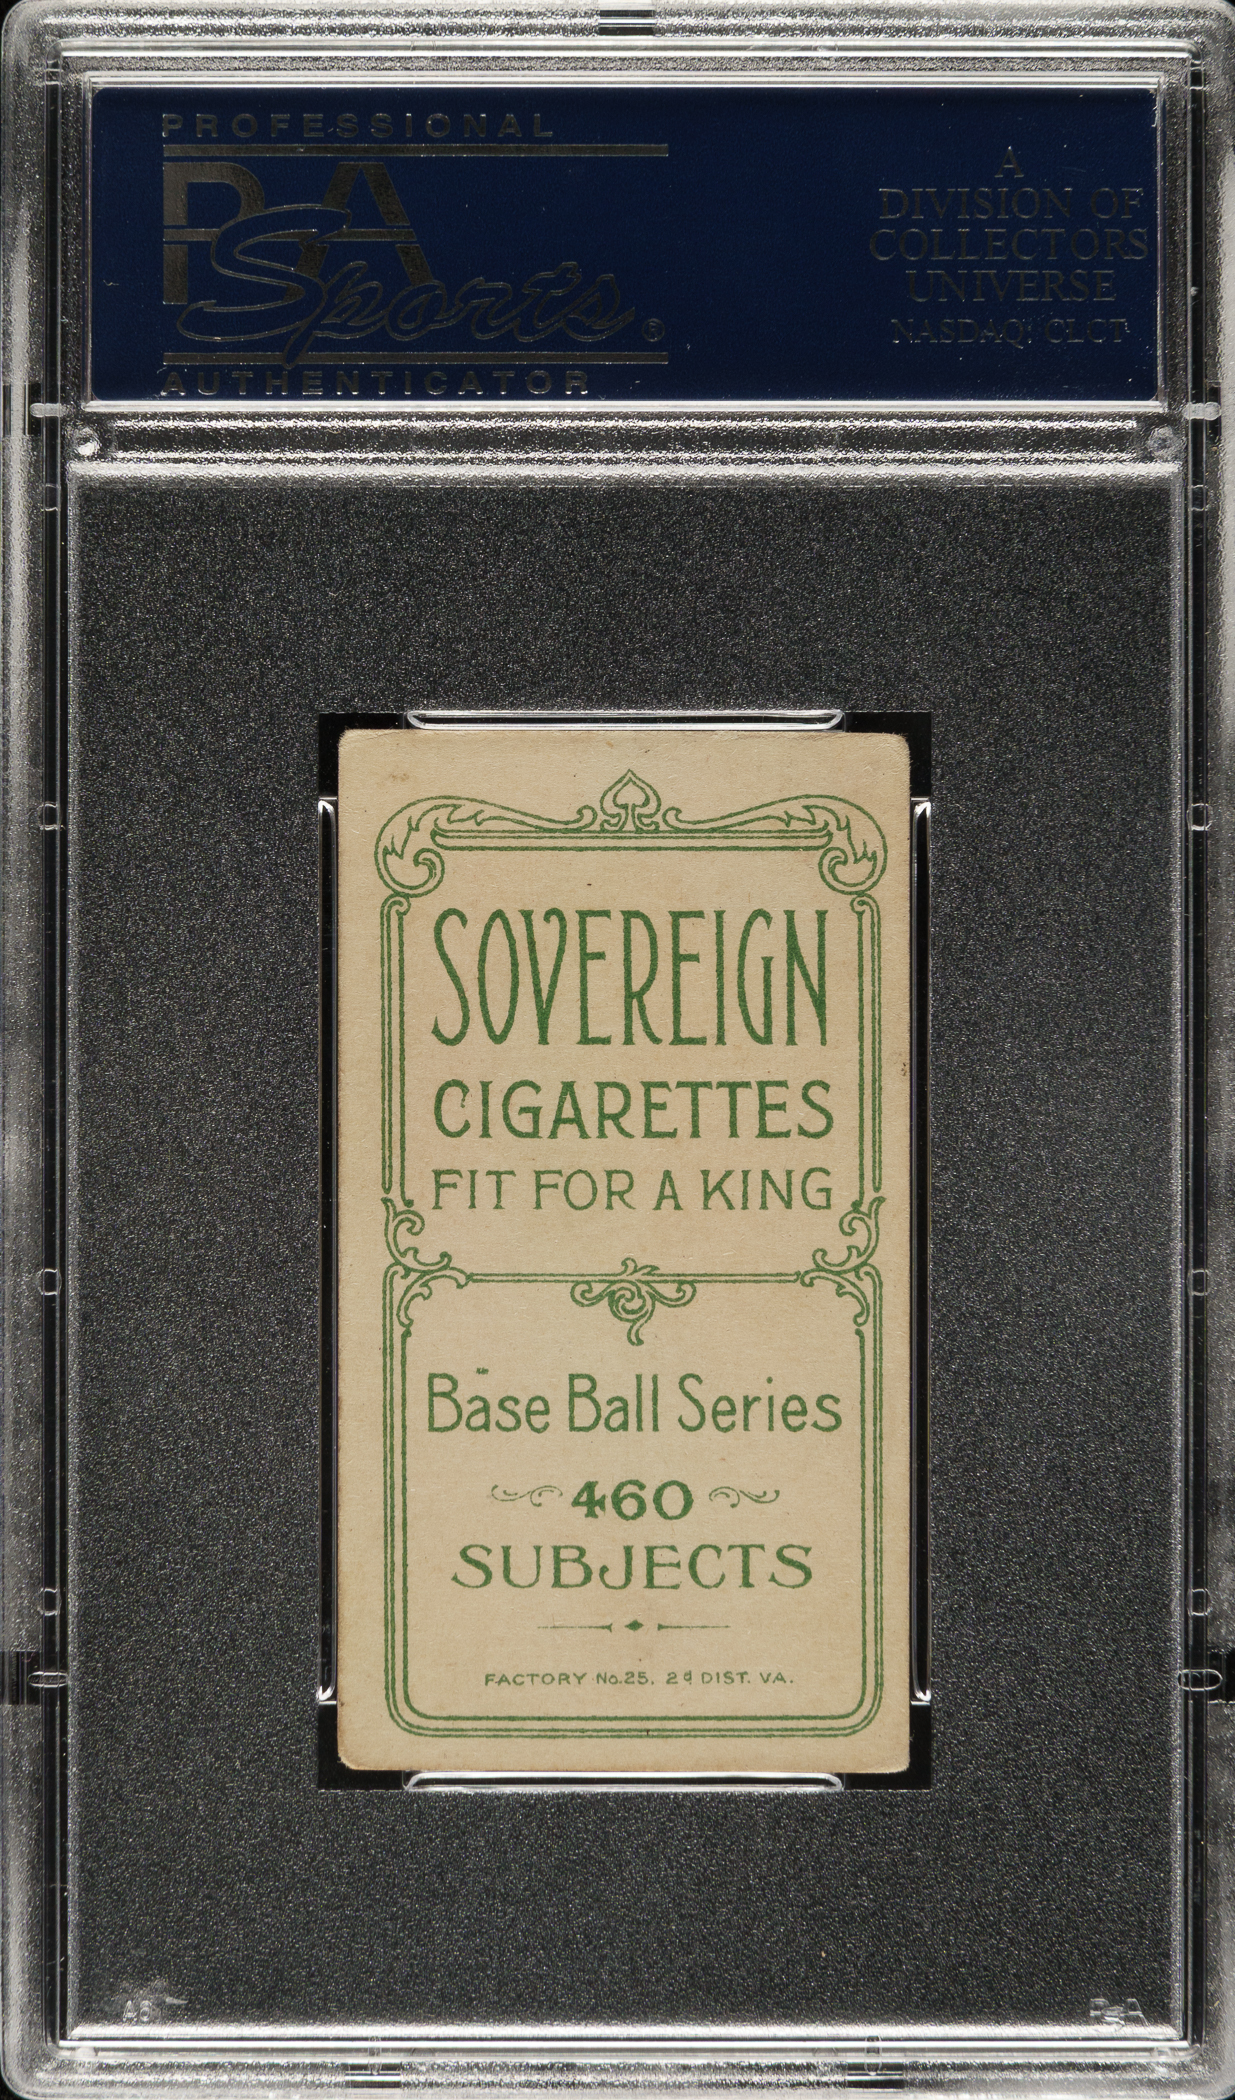 PROFESSIONAL
PSA
Sports®
AUTHENTICATOR
A
DIVISION OF
COLLECTORS
UNIVERSE
NASDAQ: CLCT
SOVEREIGN
CIGARETTES
FIT FOR A KING
Base Ball Series
460
SUBJECTS
FACTORY No. 25. 2d DIST. VA.
PSA